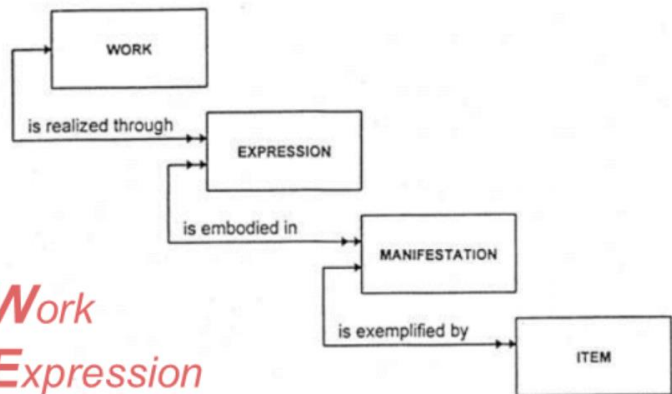 WORK
is realized through
EXPRESSION
is embodied in
MANIFESTATION
is exemplified by
ITEM
Work
Expression